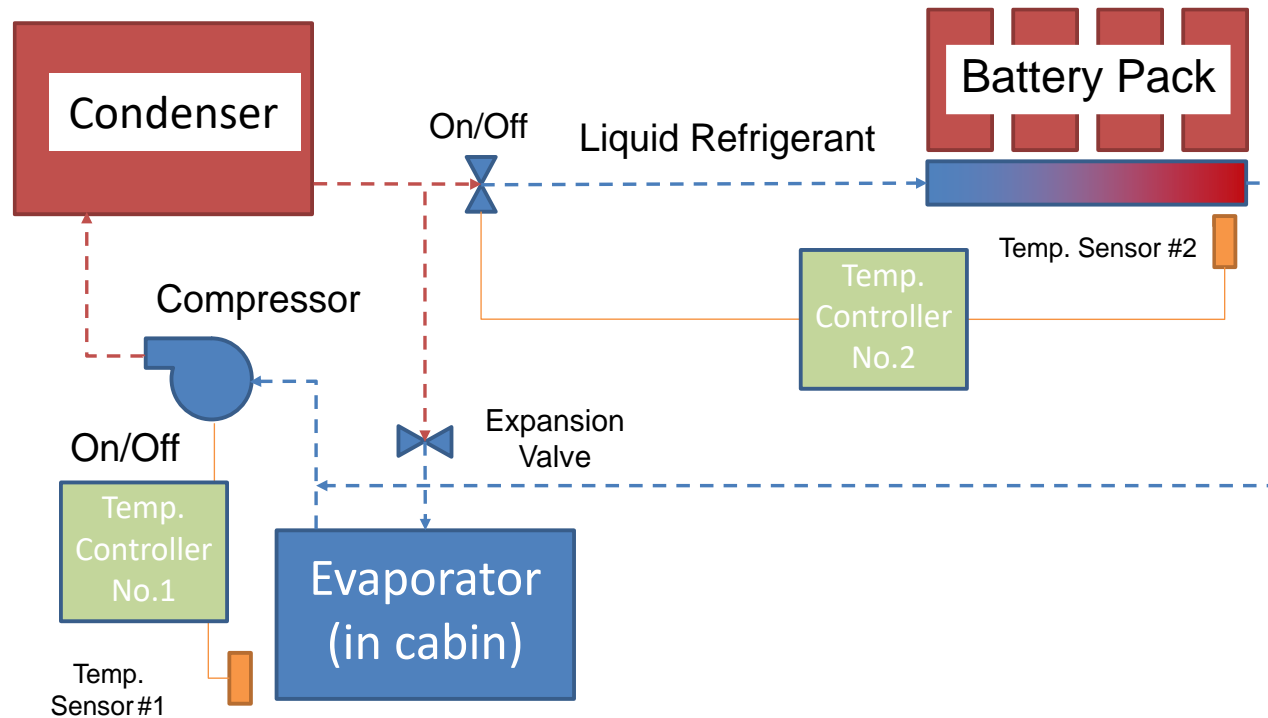 Condenser
On/Off
Liquid Refrigerant
Battery Pack
Temp. Sensor #2
Temp.
Controller
No.2
Compressor
Expansion
Valve
On/Off
Temp.
Controller
No.1
Evaporator
(in cabin)
Temp.
Sensor #1